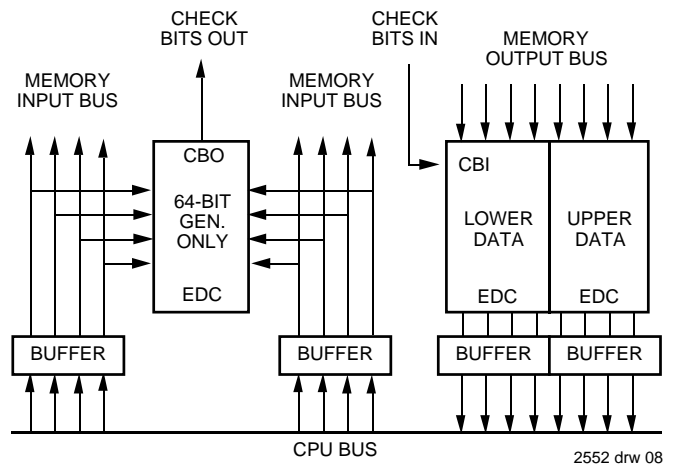 CHECK
BITS OUT
CHECK
BITS IN
MEMORY
OUTPUT BUS
MEMORY
INPUT BUS
MEMORY
INPUT BUS
CBO
64-BIT
GEN.
ONLY
EDC
CBI
LOWER
DATA
UPPER
DATA
EDC
EDC
BUFFER
BUFFER
BUFFER
BUFFER
CPU BUS
2552 drw 08